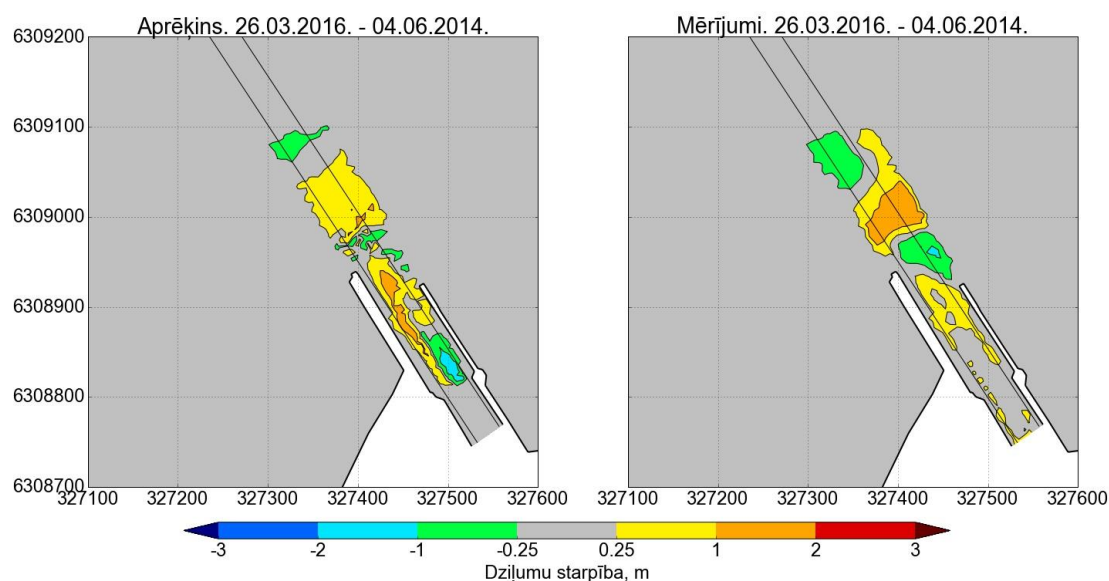 Aprēķins. 26.03.2016. - 04.06.2014.
Mērījumi. 26.03.2016. - 04.06.2014.
6309200
6309100
6309000
6308900
6308800
6308700
327100 327200 327300 327400 327500 327600
327100 327200 327300 327400 327500 327600
-3 -2 -1 -0.25 0.25 1 2 3
Dziļumu starpība, m